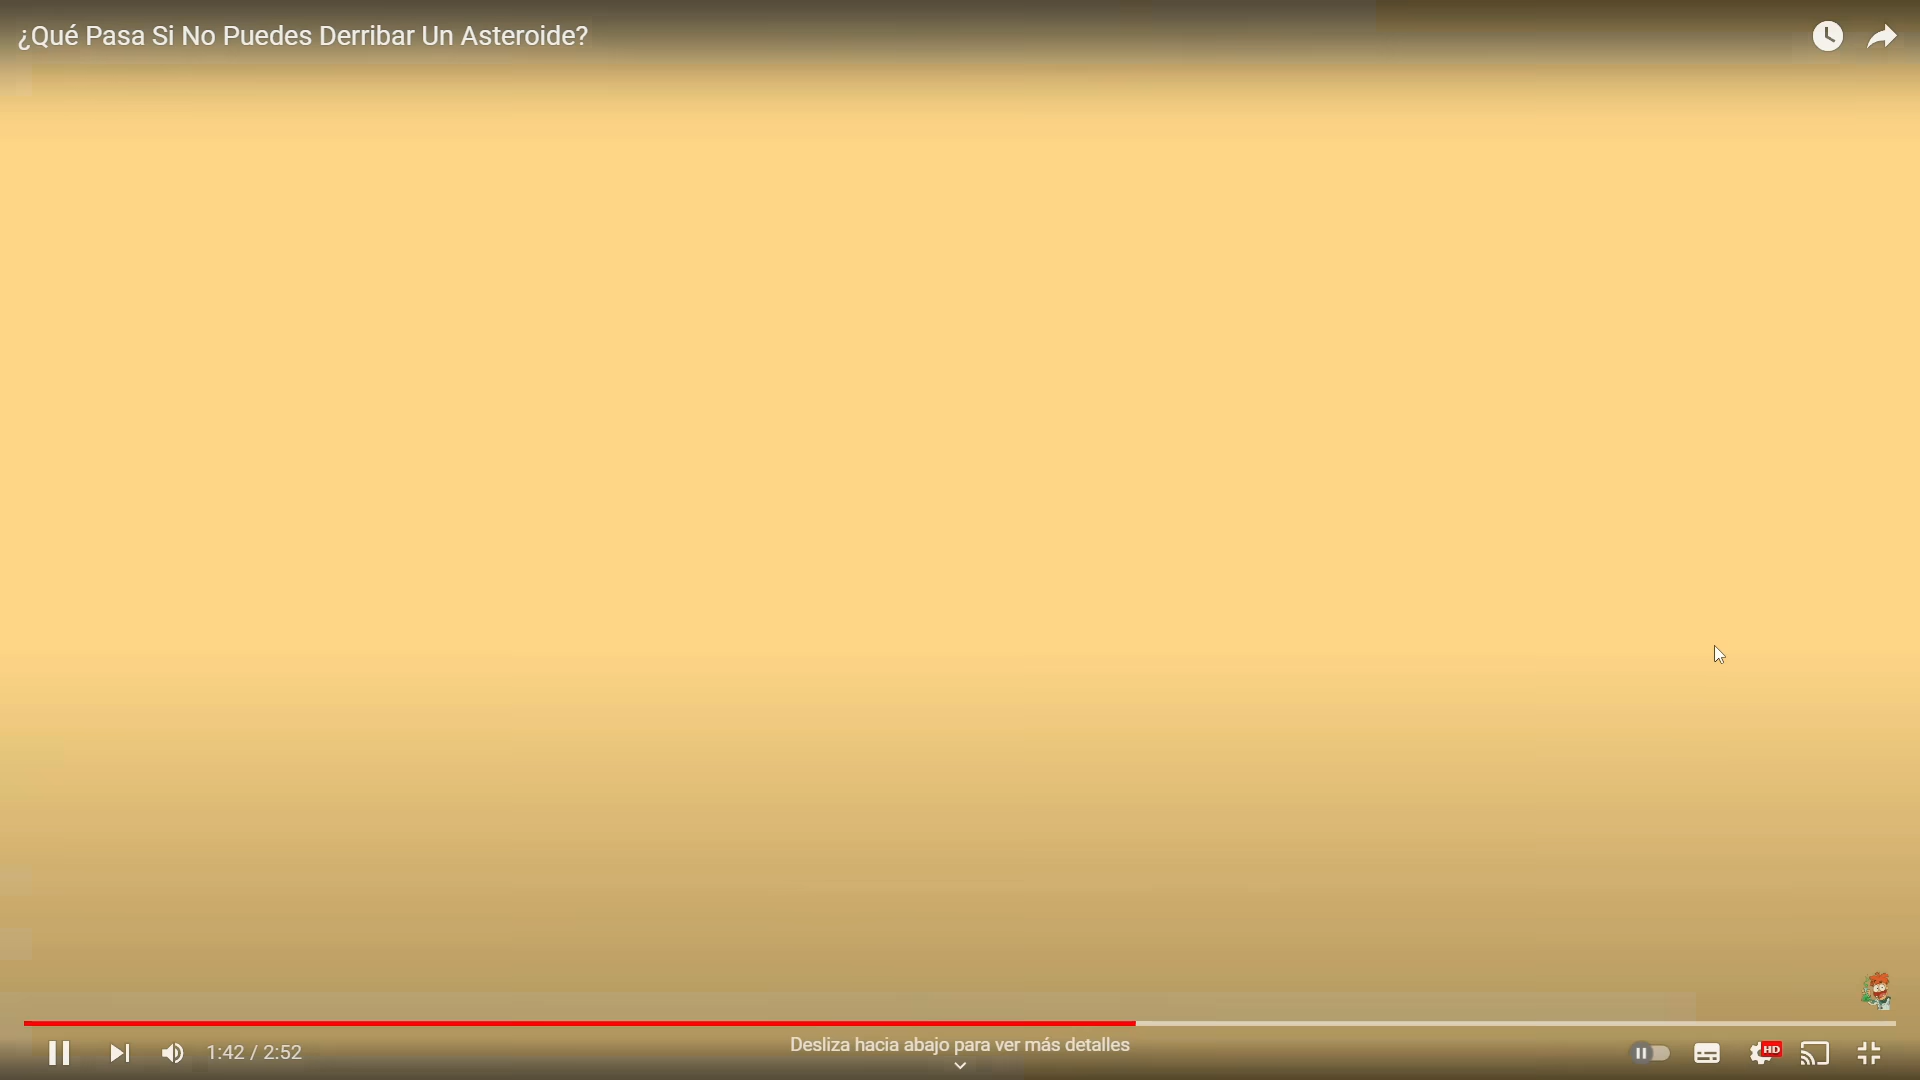 ¿Qué Pasa Si No Puedes Derribar Un Asteroide?
1:42 / 2:52
Desliza hacia abajo para ver más detalles
HD